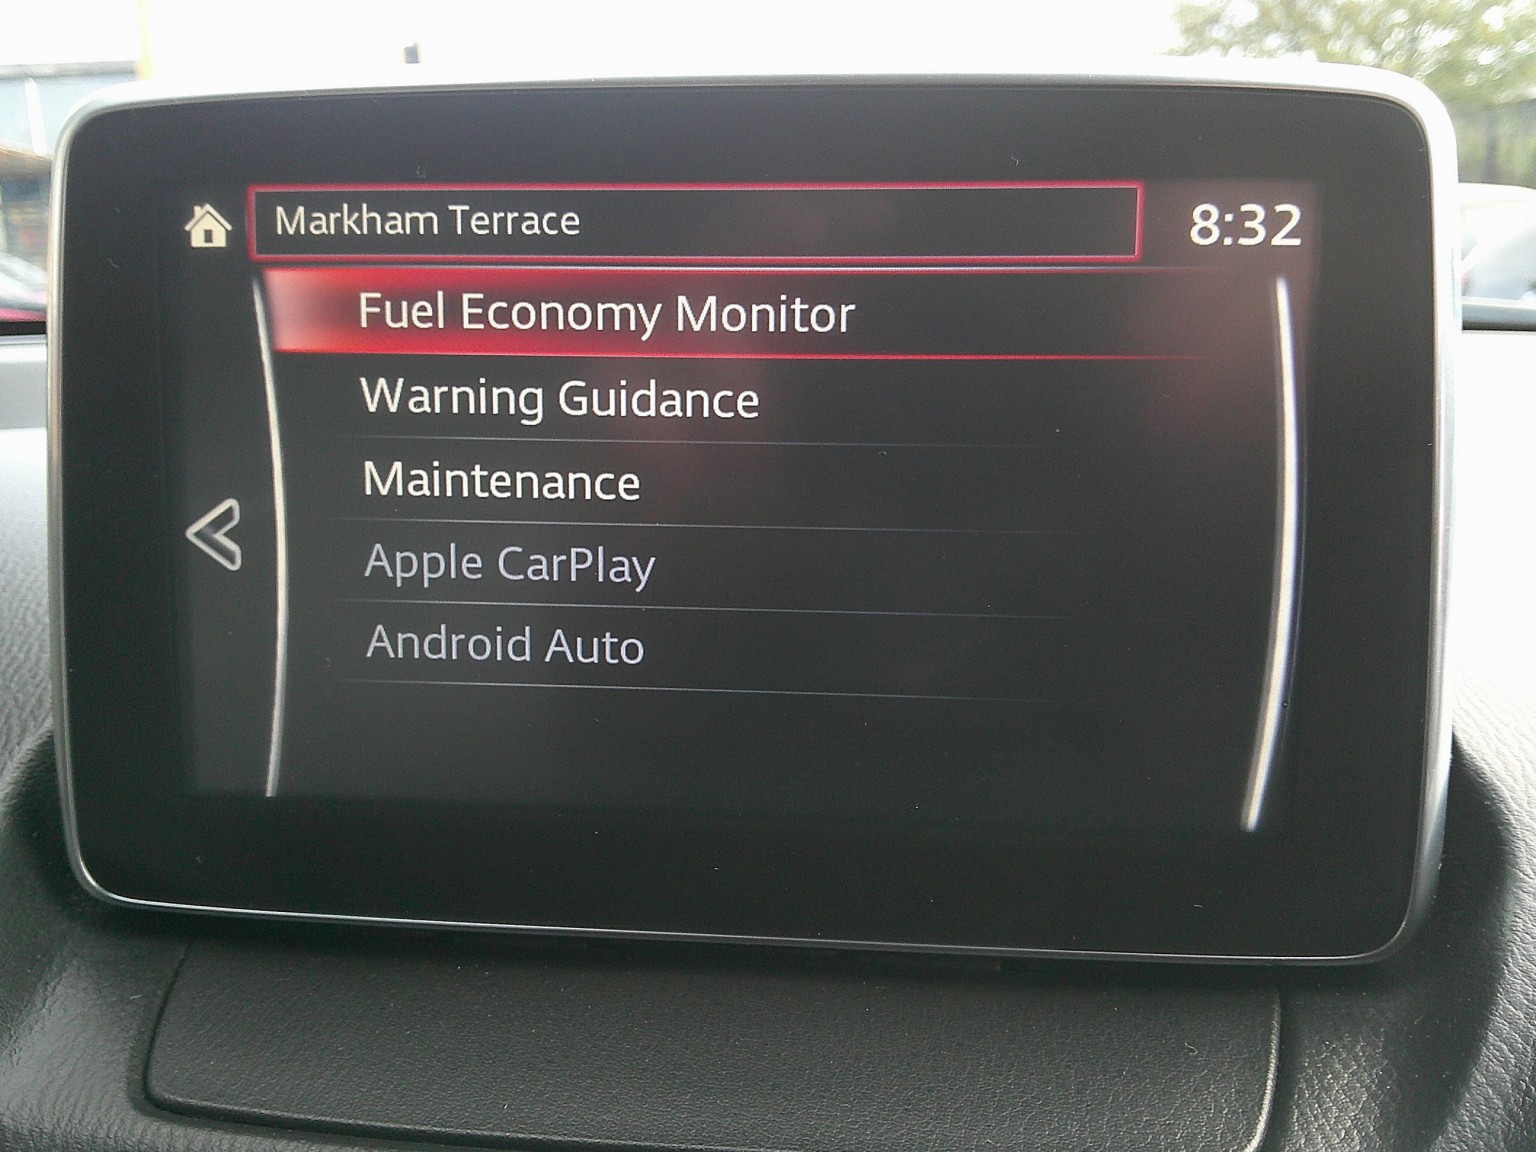 Markham Terrace
8:32
Fuel Economy Monitor
Warning Guidance
Maintenance
Apple CarPlay
Android Auto